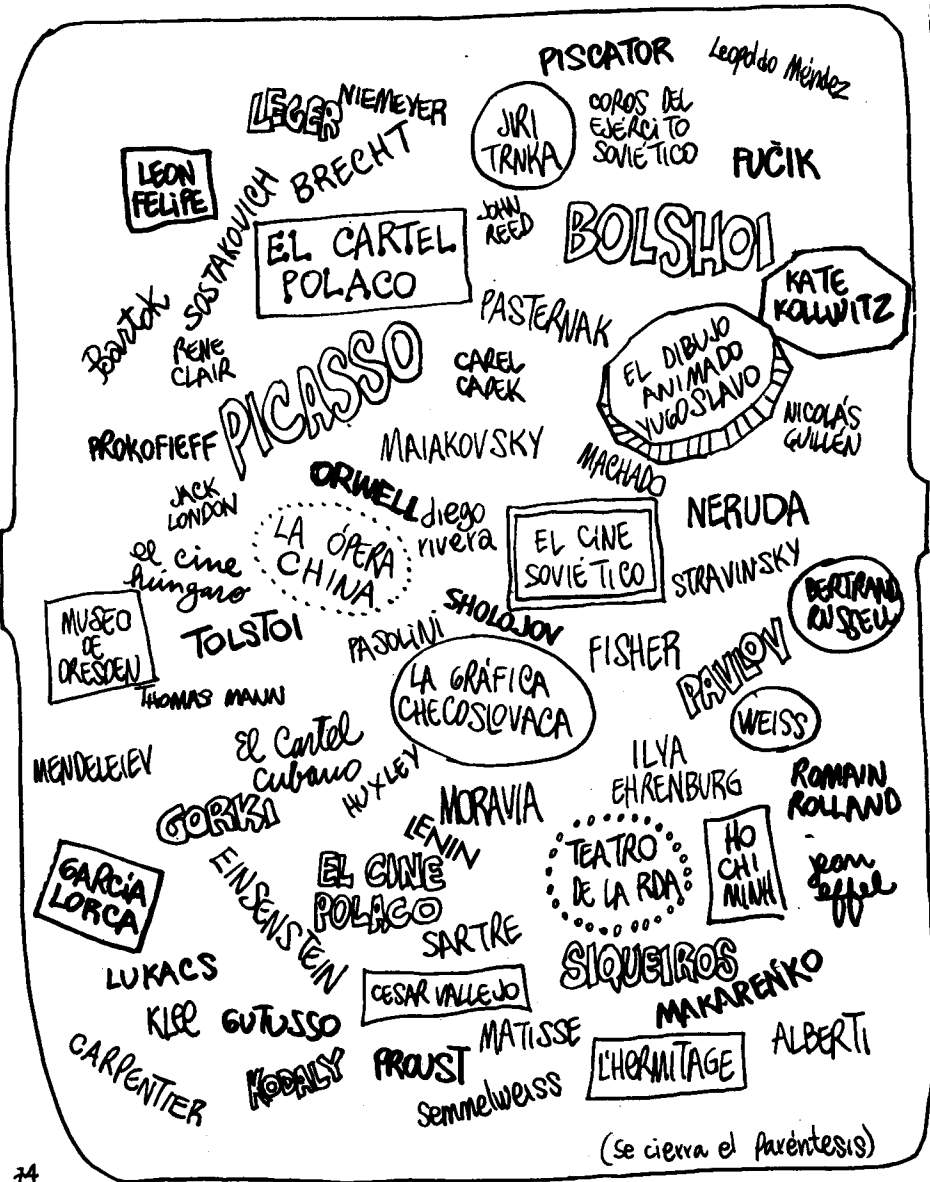 PISCATOR
Leopoldo Méndez
LEGER
NIEMEYER
JIRI
TRNKA
COROS DEL
EJÉRCITO
SOVIÉTICO
BRECHT
FUČIK
LEON
FELIPE
SOSTAKOVICH
JOHN
REED
BOLSHOI
EL CARTEL
POLACO
KATE
KOLLWITZ
Bartok
PASTERNAK
RENE
CLAIR
PICASSO
CAREL
CAPEK
EL DIBUJO
ANIMADO
YUGOSLAVO
NICOLÁS
GUILLÉN
PROKOFIEFF
MAIAKOVSKY
MACHADO
JACK
LONDON
ORWELL
diego
rivera
NERUDA
LA ÓPERA
CHINA
EL CINE
SOVIÉTICO
el cine
húngaro
STRAVINSKY
BERTRAND
RUSSELL
MUSEO
DE
DRESDEN
TOLSTOI
PASOLINI
SHOLOJOV
FISHER
PAVLOV
THOMAS MANN
LA GRÁFICA
CHECOSLOVACA
WEISS
MENDELEIEV
El Cartel
Cubano
HUXLEY
ILYA
EHRENBURG
ROMAIN
ROLLAND
GORKI
MORAVIA
LENIN
TEATRO
DE LA RDA
HO
CHI
MINH
jean
effel
GARCÍA
LORCA
EINSENSTEIN
EL CINE
POLACO
SARTRE
SIQUEIROS
LUKACS
CESAR VALLEJO
MAKARENKO
KLEE
GUTUSSO
MATISSE
ALBERTI
CARPENTIER
KODALY
PROUST
Semmelweiss
L'HERMITAGE
(se cierra el paréntesis)
74